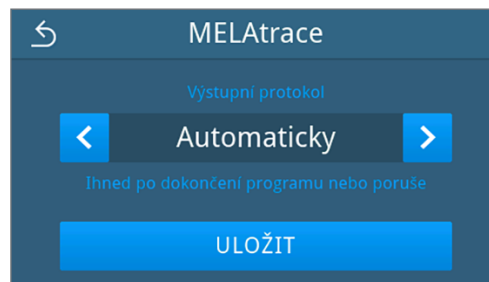 MELAtrace
Výstupní protokol
Automaticky
Ihned po dokončení programu nebo poruše
ULOŽIT